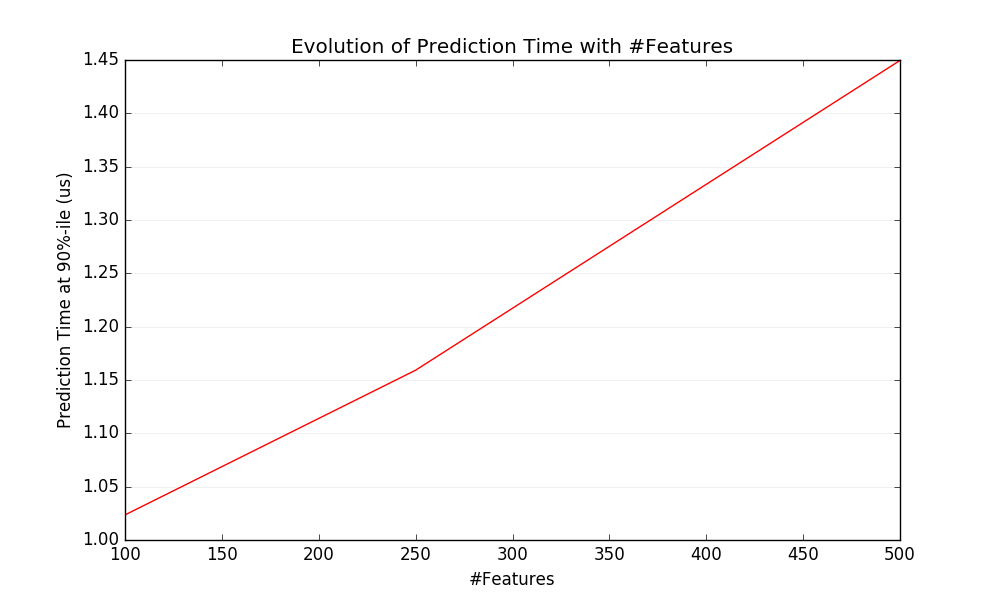 Evolution of Prediction Time with #Features
1.45
1.40
1.35
1.30
1.25
1.20
1.15
1.10
1.05
1.00
Prediction Time at 90%-ile (us)
100 150 200 250 300 350 400 450 500
#Features